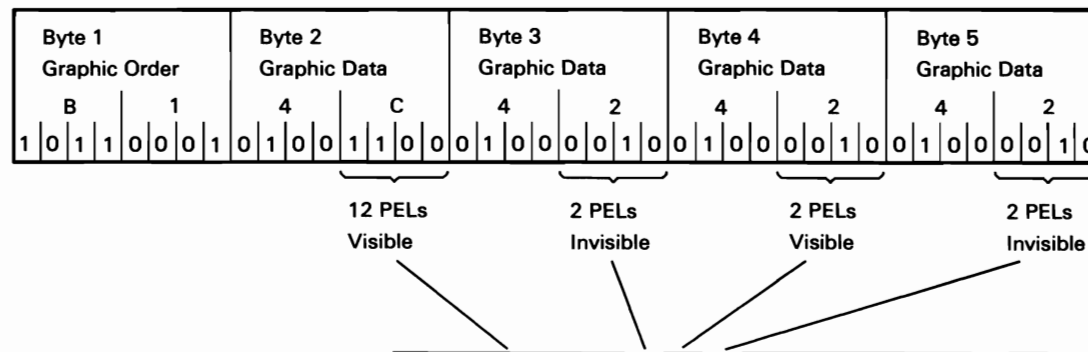 Byte 1 Byte 2 Byte 3 Byte 4 Byte 5
Graphic Order Graphic Data Graphic Data Graphic Data Graphic Data
B 1 4 C 4 2 4 2 4 2
1 0 1 1 0 0 0 1 0 1 0 0 1 1 0 0 0 1 0 0 0 0 1 0 0 1 0 0 0 0 1 0 0 1 0 0 0 0 1 0
12 PELs 2 PELs 2 PELs 2 PELs
Visible Invisible Visible Invisible